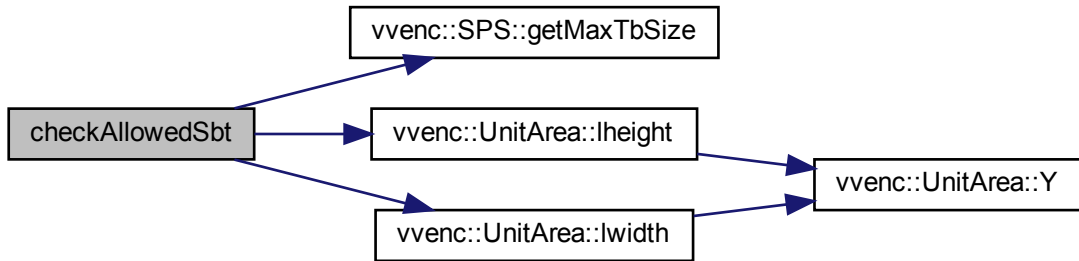 vvenc::SPS::getMaxTbSize
checkAllowedSbt
vvenc::UnitArea::lheight
vvenc::UnitArea::Y
vvenc::UnitArea::lwidth